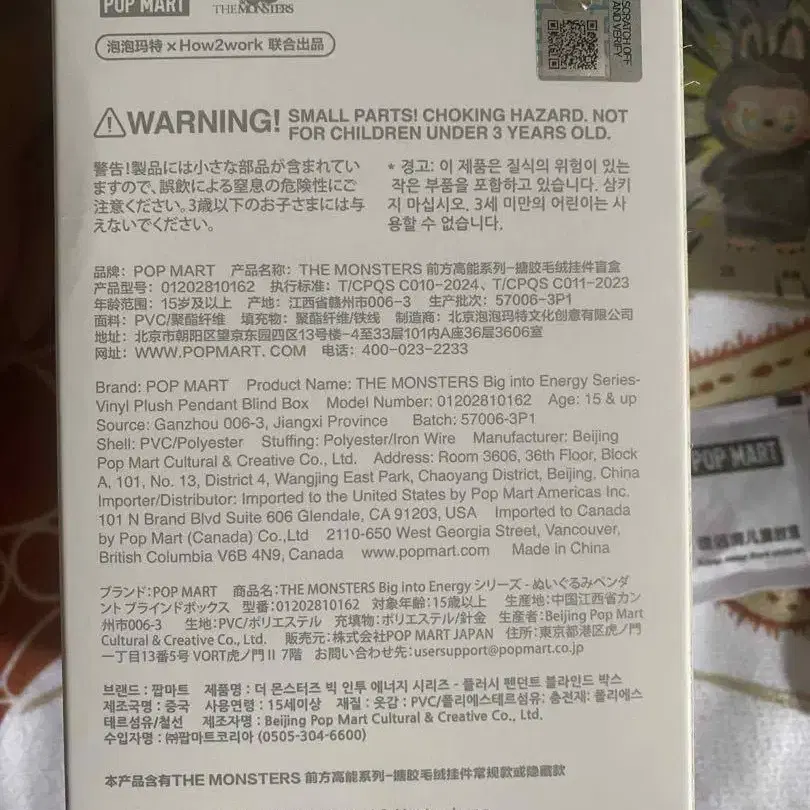 POP MART
THE MONSTERS
泡泡玛特×How2work 联合出品
SCRATCH OFF
AND VERIFY
WARNING! SMALL PARTS! CHOKING HAZARD. NOT
FOR CHILDREN UNDER 3 YEARS OLD.
警告!製品には小さな部品が含まれてい
ますので、誤飲による窒息の危険性にご
注意ください。3歳以下のお子さまには与
えないでください。
* 경고: 이 제품은 질식의 위험이 있는
작은 부품을 포함하고 있습니다. 삼키
지 마십시오. 3세 미만의 어린이는 사
용할 수 없습니다.
品牌：POP MART 产品名称：THE MONSTERS 前方高能系列-搪胶毛绒挂件盲盒
产品型号：01202810162 执行标准：T/CPQS C010-2024、T/CPQS C011-2023
年龄范围：15岁及以上 产地：江西省赣州市006-3 生产批次：57006-3P1
面料：PVC/聚酯纤维 填充物：聚酯纤维/铁线 制造商：北京泡泡玛特文化创意有限公司
地址：北京市朝阳区望京东园四区13号楼-4至33层101内A座36层3606室
网址：WWW.POPMART.COM 电话：400-023-2233
Brand: POP MART Product Name: THE MONSTERS Big into Energy Series-
Vinyl Plush Pendant Blind Box Model Number: 01202810162 Age: 15 & up
Source: Ganzhou 006-3, Jiangxi Province Batch: 57006-3P1
Shell: PVC/Polyester Stuffing: Polyester/Iron Wire Manufacturer: Beijing
Pop Mart Cultural & Creative Co., Ltd. Address: Room 3606, 36th Floor, Block
A, 101, No. 13, District 4, Wangjing East Park, Chaoyang District, Beijing, China
Importer/Distributor: Imported to the United States by Pop Mart Americas Inc.
101 N Brand Blvd Suite 606 Glendale, CA 91203, USA Imported to Canada
by Pop Mart (Canada) Co.,Ltd 2110-650 West Georgia Street, Vancouver,
British Columbia V6B 4N9, Canada www.popmart.com Made in China
ブランド：POP MART 商品名：THE MONSTERS Big into Energy シリーズ - ぬいぐるみペンダ
ント ブラインドボックス 型番：01202810162 対象年齢：15歳以上 生産地：中国江西省カン
州市006-3 生地：PVC/ポリエステル 充填物：ポリエステル/針金 生産者：Beijing Pop Mart
Cultural & Creative Co., Ltd. 販売元：株式会社POP MART JAPAN 住所：東京都港区虎ノ門
一丁目13番5号 VORT虎ノ門Ⅱ 7階 お問い合わせ先：usersupport@popmart.co.jp
브랜드 : 팝마트 제품명 : 더 몬스터즈 빅 인투 에너지 시리즈 - 플러시 펜던트 블라인드 박스
제조국명 : 중국 사용연령 : 15세이상 재질 : 옷감 : PVC/폴리에스테르섬유: 충전재: 폴리에스
테르섬유/철선 제조자명 : Beijing Pop Mart Cultural & Creative Co., Ltd.
수입자명 : ㈜팝마트코리아 (0505-304-6600)
本产品含有THE MONSTERS 前方高能系列-搪胶毛绒挂件常规款或隐藏款
POP MART